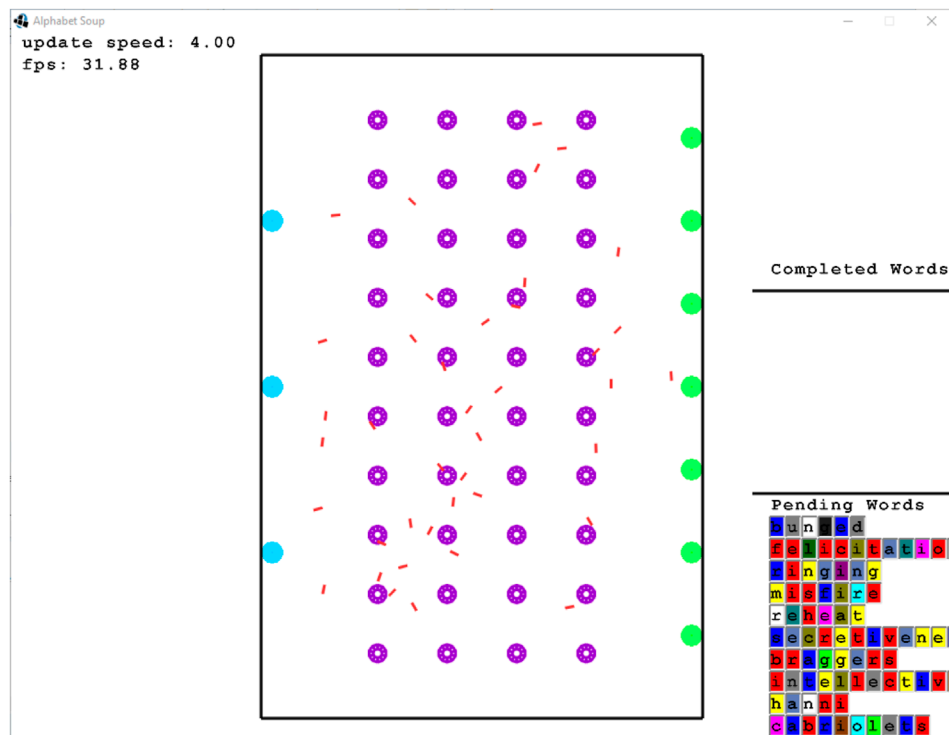 Alphabet Soup
update speed: 4.00
fps: 31.88
Completed Words
Pending Words
bunged
felicitatio
ringing
misfire
reheat
secretivene
braggers
intellectiv
hanni
cabriolets